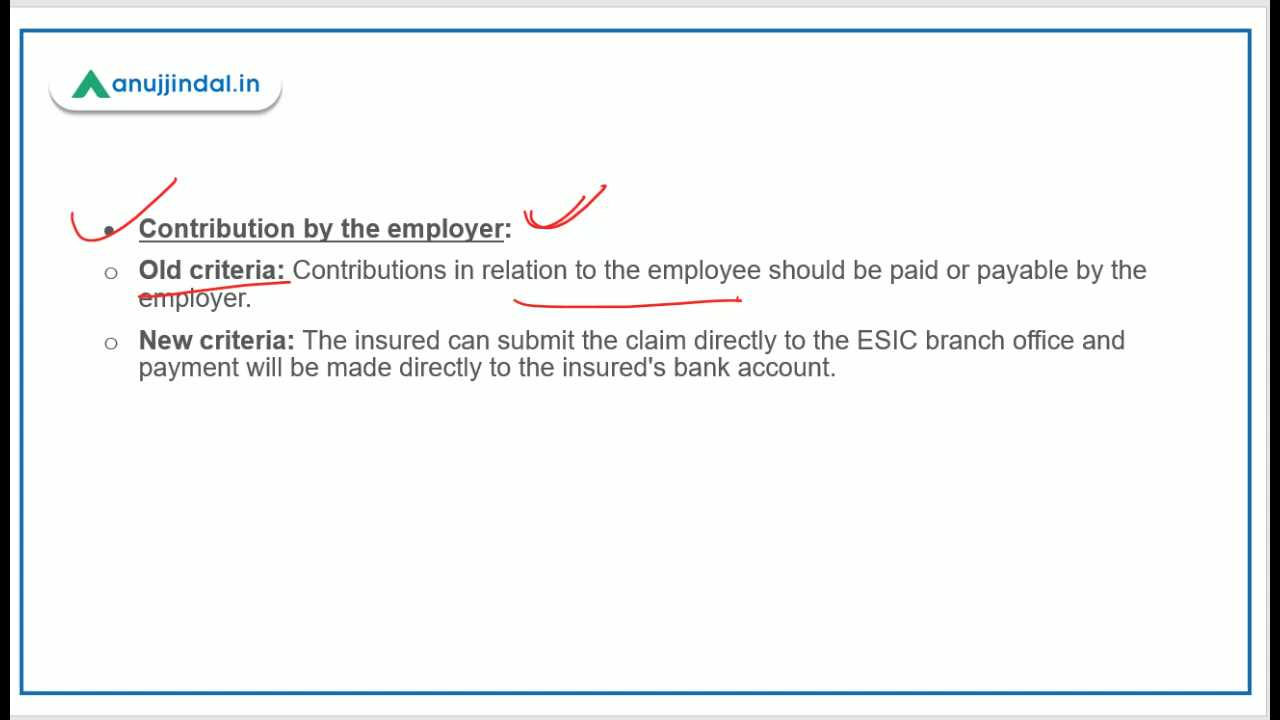 anujjindal.in
• Contribution by the employer:
o Old criteria: Contributions in relation to the employee should be paid or payable by the
employer.
o New criteria: The insured can submit the claim directly to the ESIC branch office and
payment will be made directly to the insured's bank account.